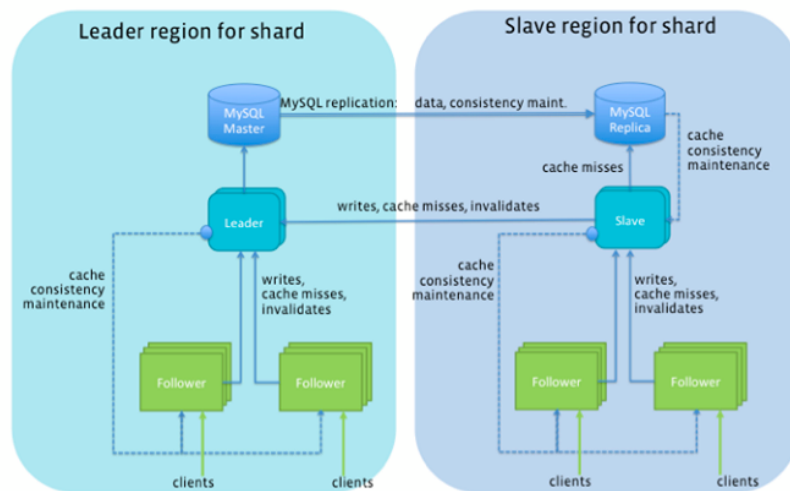 Leader region for shard
Slave region for shard
MySQL
Master
MySQL replication: data, consistency maint.
MySQL
Replica
cache
consistency
maintenance
cache misses
writes, cache misses, invalidates
Leader
Slave
cache
consistency
maintenance
writes,
cache misses,
invalidates
cache
consistency
maintenance
writes,
cache misses,
invalidates
Follower
Follower
Follower
Follower
clients
clients
clients
clients